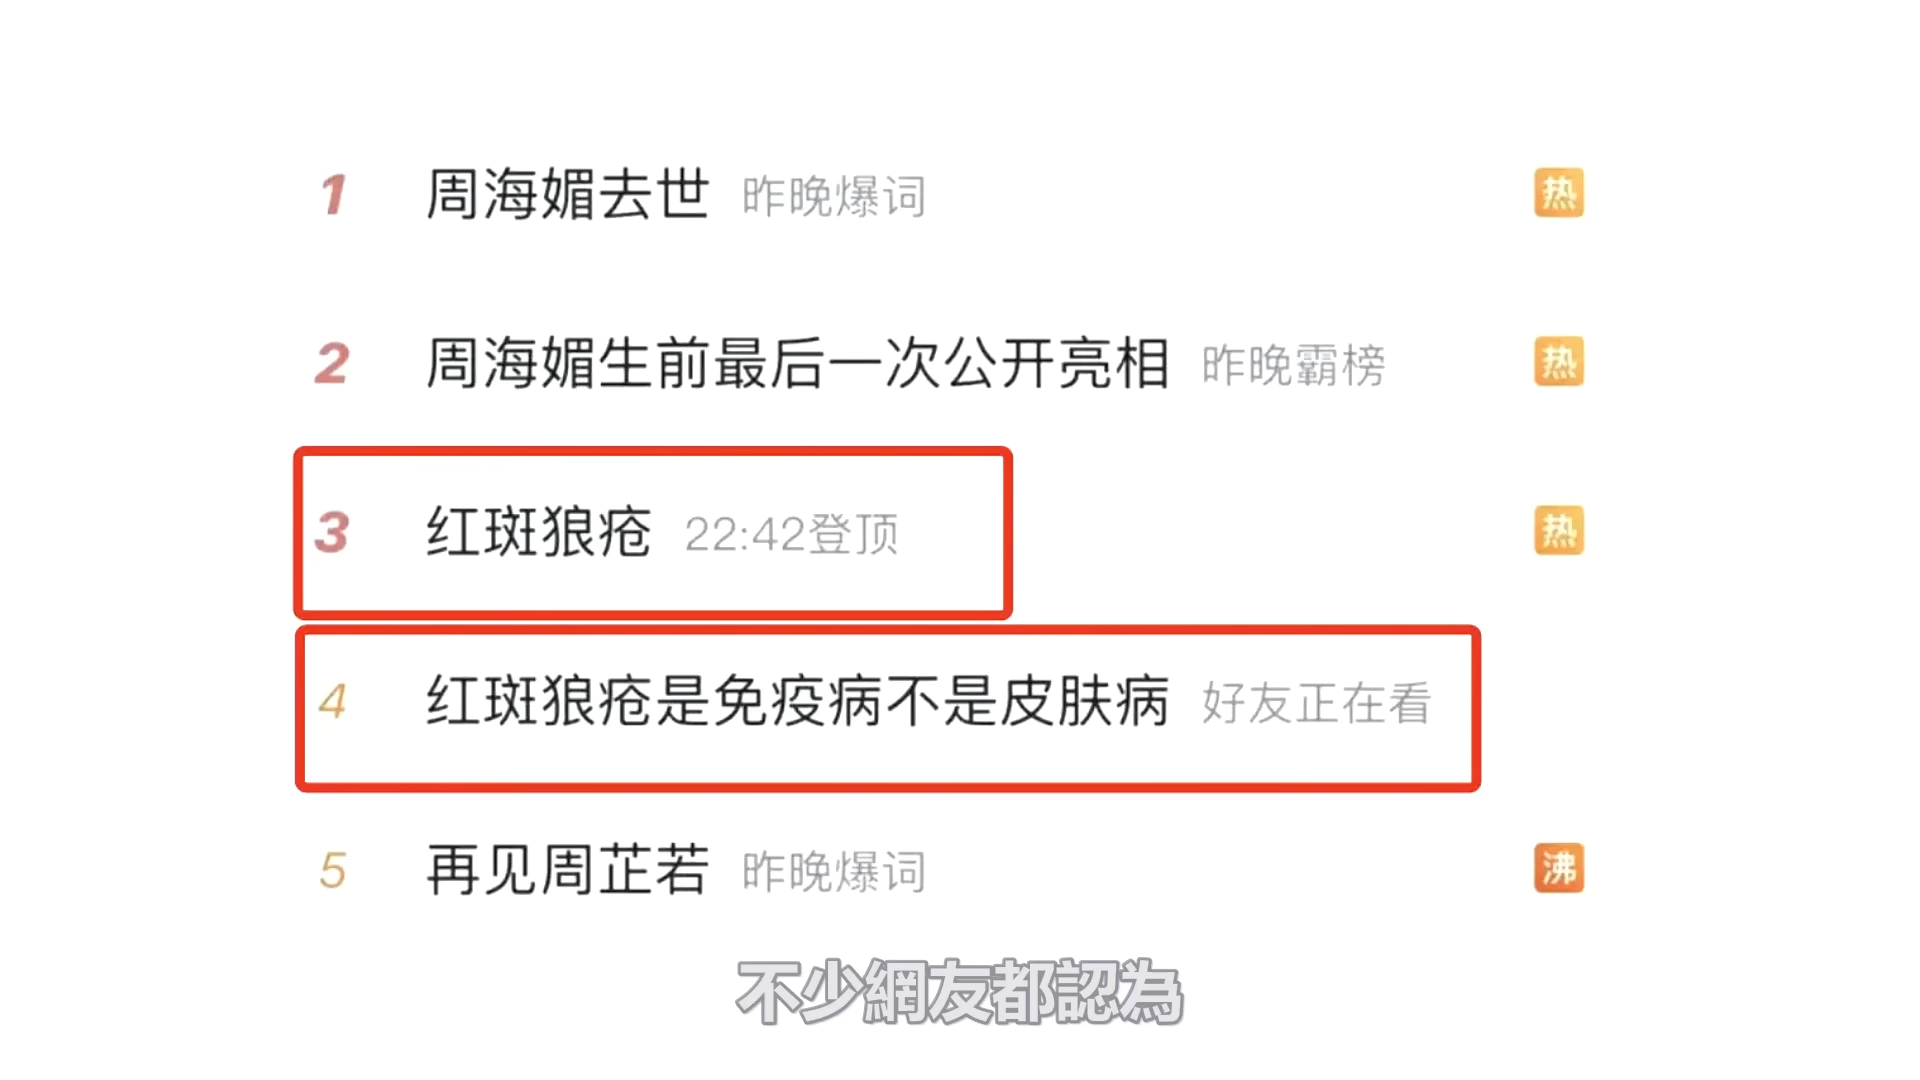 1 周海媚去世 昨晚爆词 热
2 周海媚生前最后一次公开亮相 昨晚霸榜 热
3 红斑狼疮 22:42登顶 热
4 红斑狼疮是免疫病不是皮肤病 好友正在看
5 再见周芷若 昨晚爆词 沸
不少網友都認為